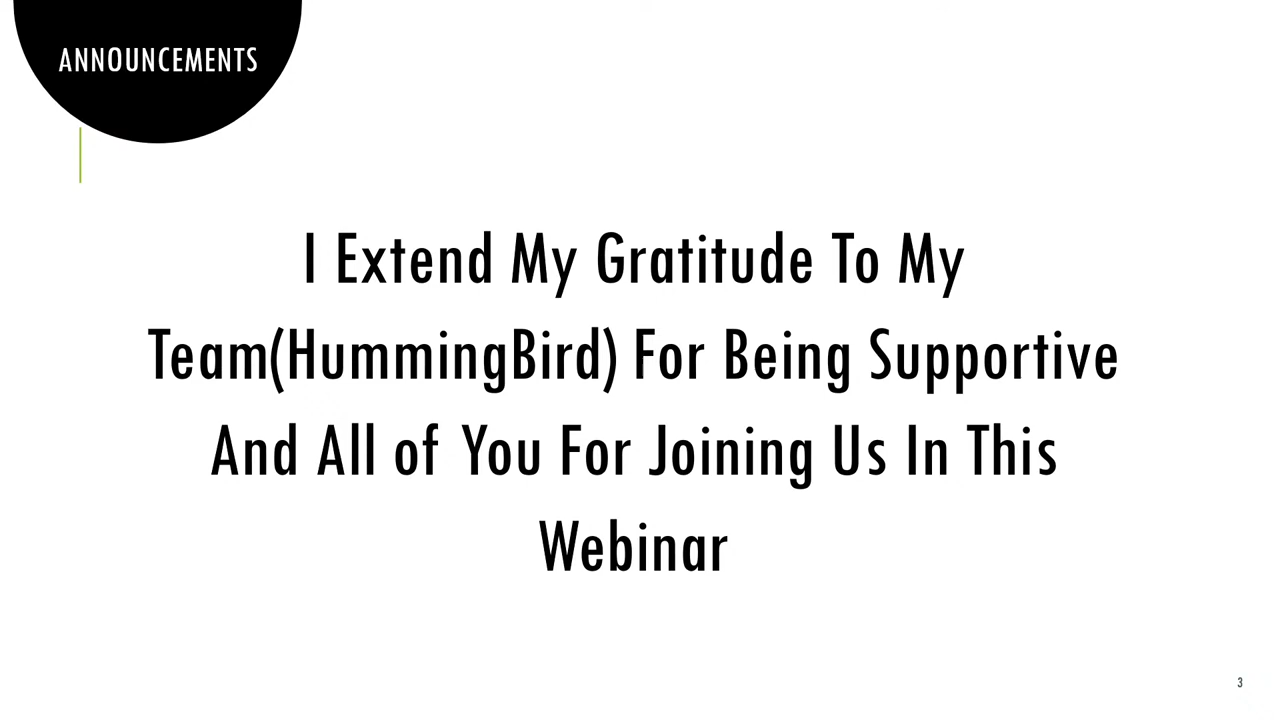 ANNOUNCEMENTS
I Extend My Gratitude To My
Team(HummingBird) For Being Supportive
And All of You For Joining Us In This
Webinar
3